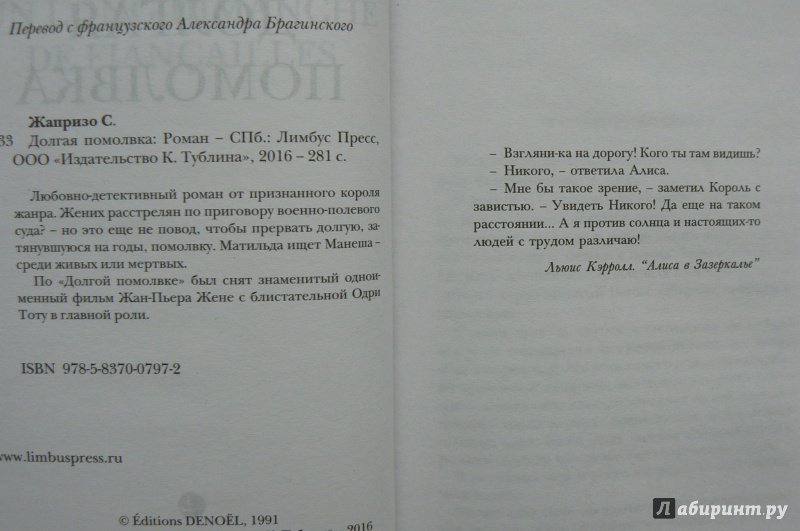 Перевод с французского Александра Брагинского
ПОМОЛВКА
Жапризо С.
33 Долгая помолвка: Роман – СПб.: Лимбус Пресс,
ООО «Издательство К. Тублина», 2016 – 281 с.
Любовно-детективный роман от признанного короля
жанра. Жених расстрелян по приговору военно-полевого
суда? – но это еще не повод, чтобы прервать долгую, за-
тянувшуюся на годы, помолвку. Матильда ищет Манеша –
среди живых или мертвых.
По «Долгой помолвке» был снят знаменитый однои-
менный фильм Жан-Пьера Жене с блистательной Одри
Тоту в главной роли.
ISBN 978-5-8370-0797-2
www.limbuspress.ru
© Éditions DENOËL, 1991
2016
– Взгляни-ка на дорогу! Кого ты там видишь?
– Никого, – ответила Алиса.
– Мне бы такое зрение, – заметил Король с
завистью. – Увидеть Никого! Да еще на таком
расстоянии... А я против солнца и настоящих-то
людей с трудом различаю!
Льюис Кэрролл. “Алиса в Зазеркалье”
Лабиринт.ру